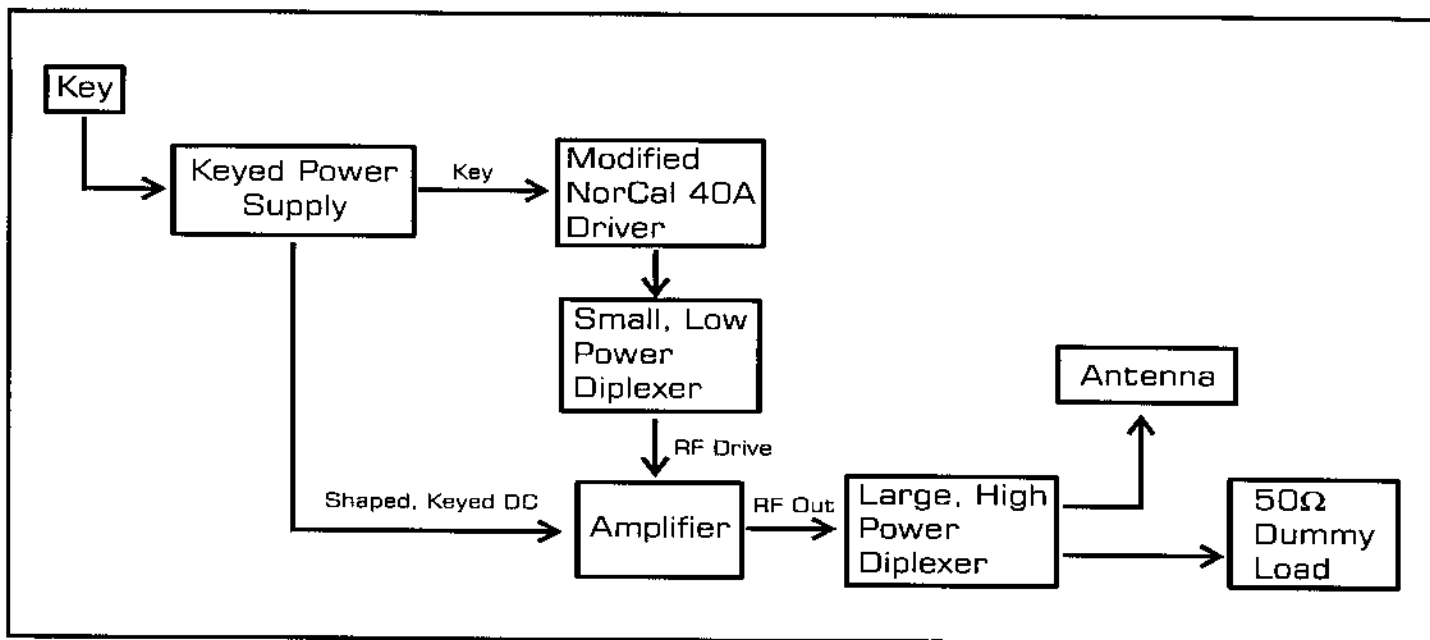 Key
Keyed Power
Supply
Key
Modified
NorCal 40A
Driver
Small, Low
Power
Diplexer
RF Drive
Shaped, Keyed DC
Amplifier
RF Out
Large, High
Power
Diplexer
Antenna
50Ω
Dummy
Load